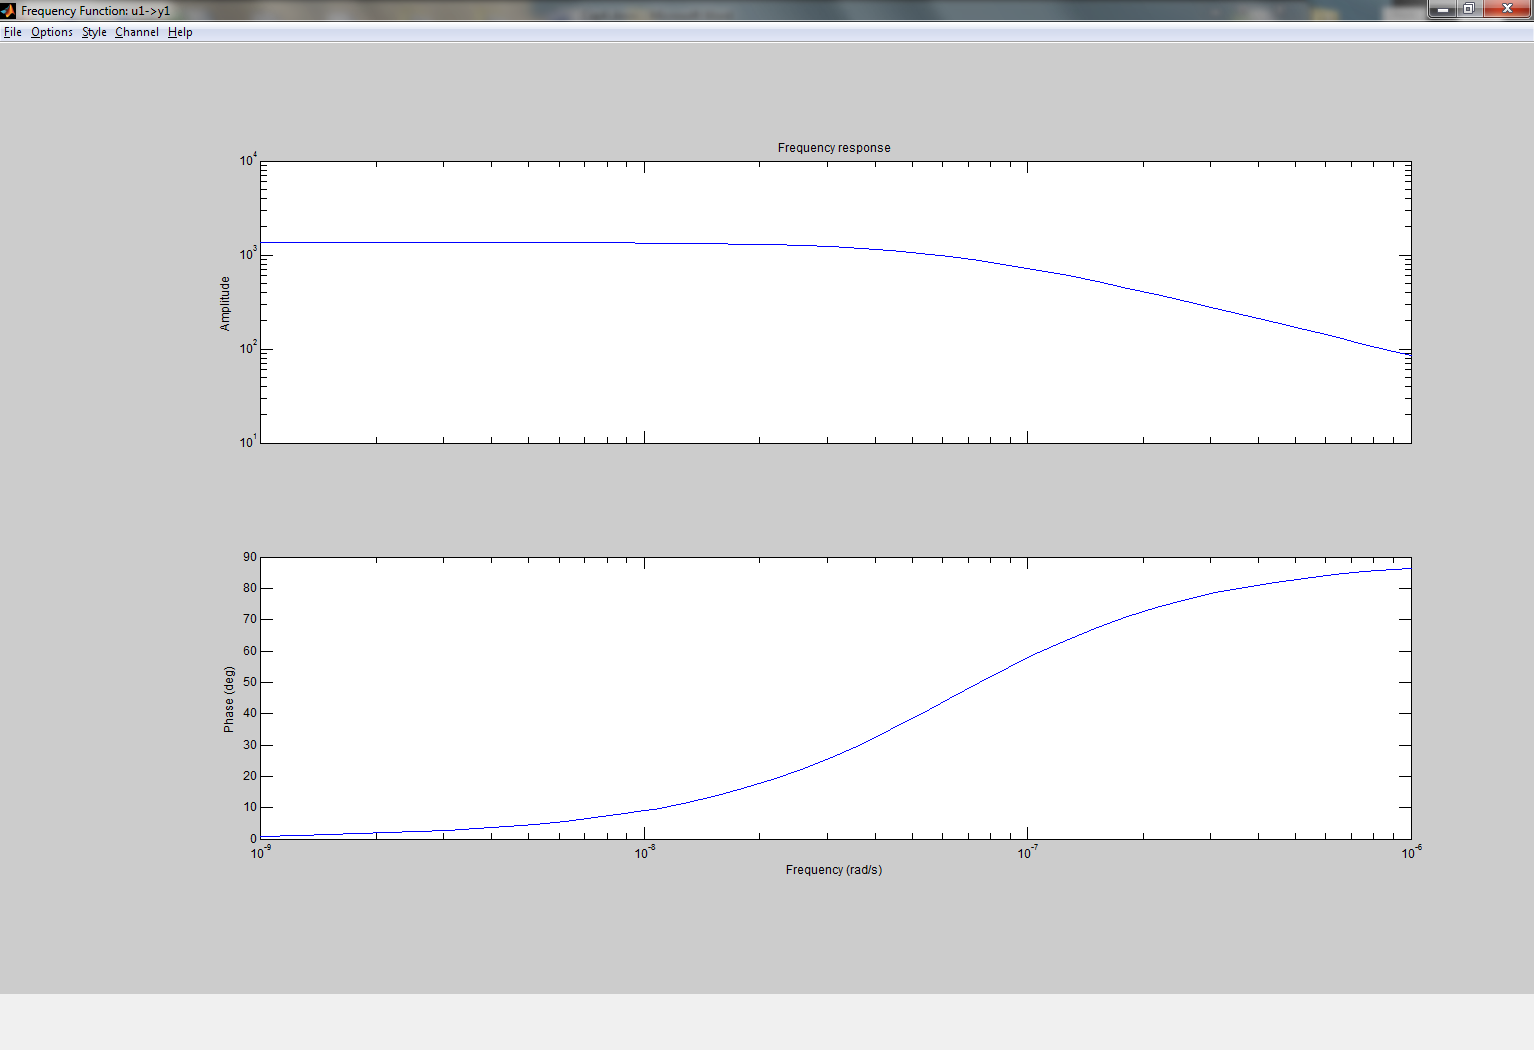 Frequency Function: u1->y1
File Options Style Channel Help
Frequency response
10^4
10^3
10^2
10^1
Amplitude
90
80
70
60
50
40
30
20
10
0
Phase (deg)
10^-9 10^-8 10^-7 10^-6
Frequency (rad/s)